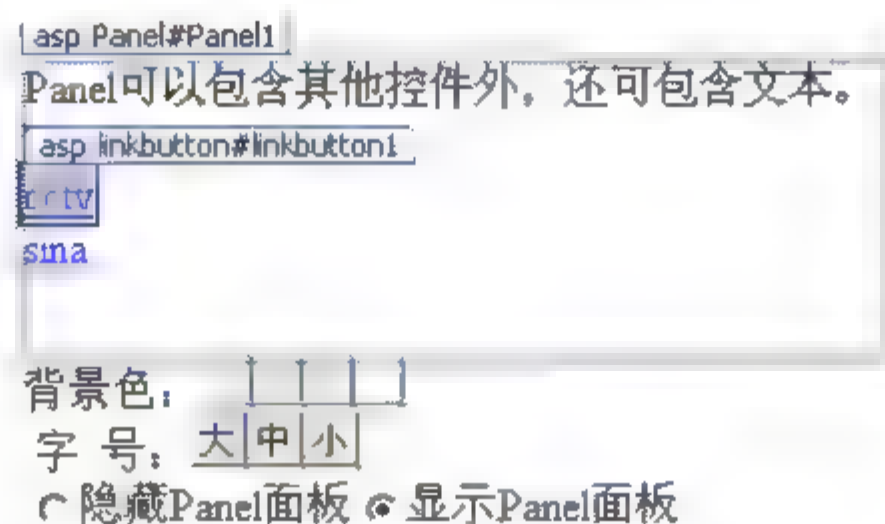 asp Panel#Panel1
Panel可以包含其他控件外，还可包含文本。
asp linkbutton#linkbutton1
cctv
sina
背景色：
字 号：大 中 小
隐藏Panel面板 显示Panel面板